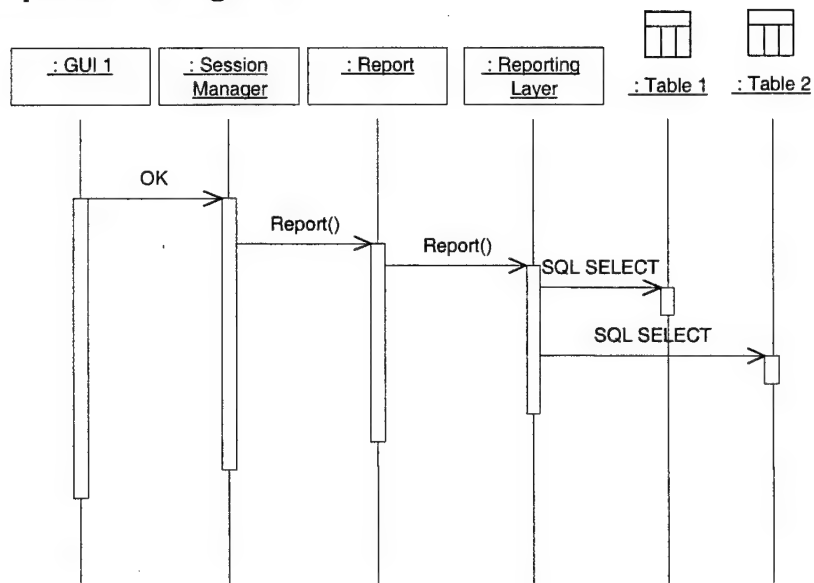 : GUI 1
: Session
Manager
: Report
: Reporting
Layer
: Table 1
: Table 2
OK
Report()
Report()
SQL SELECT
SQL SELECT